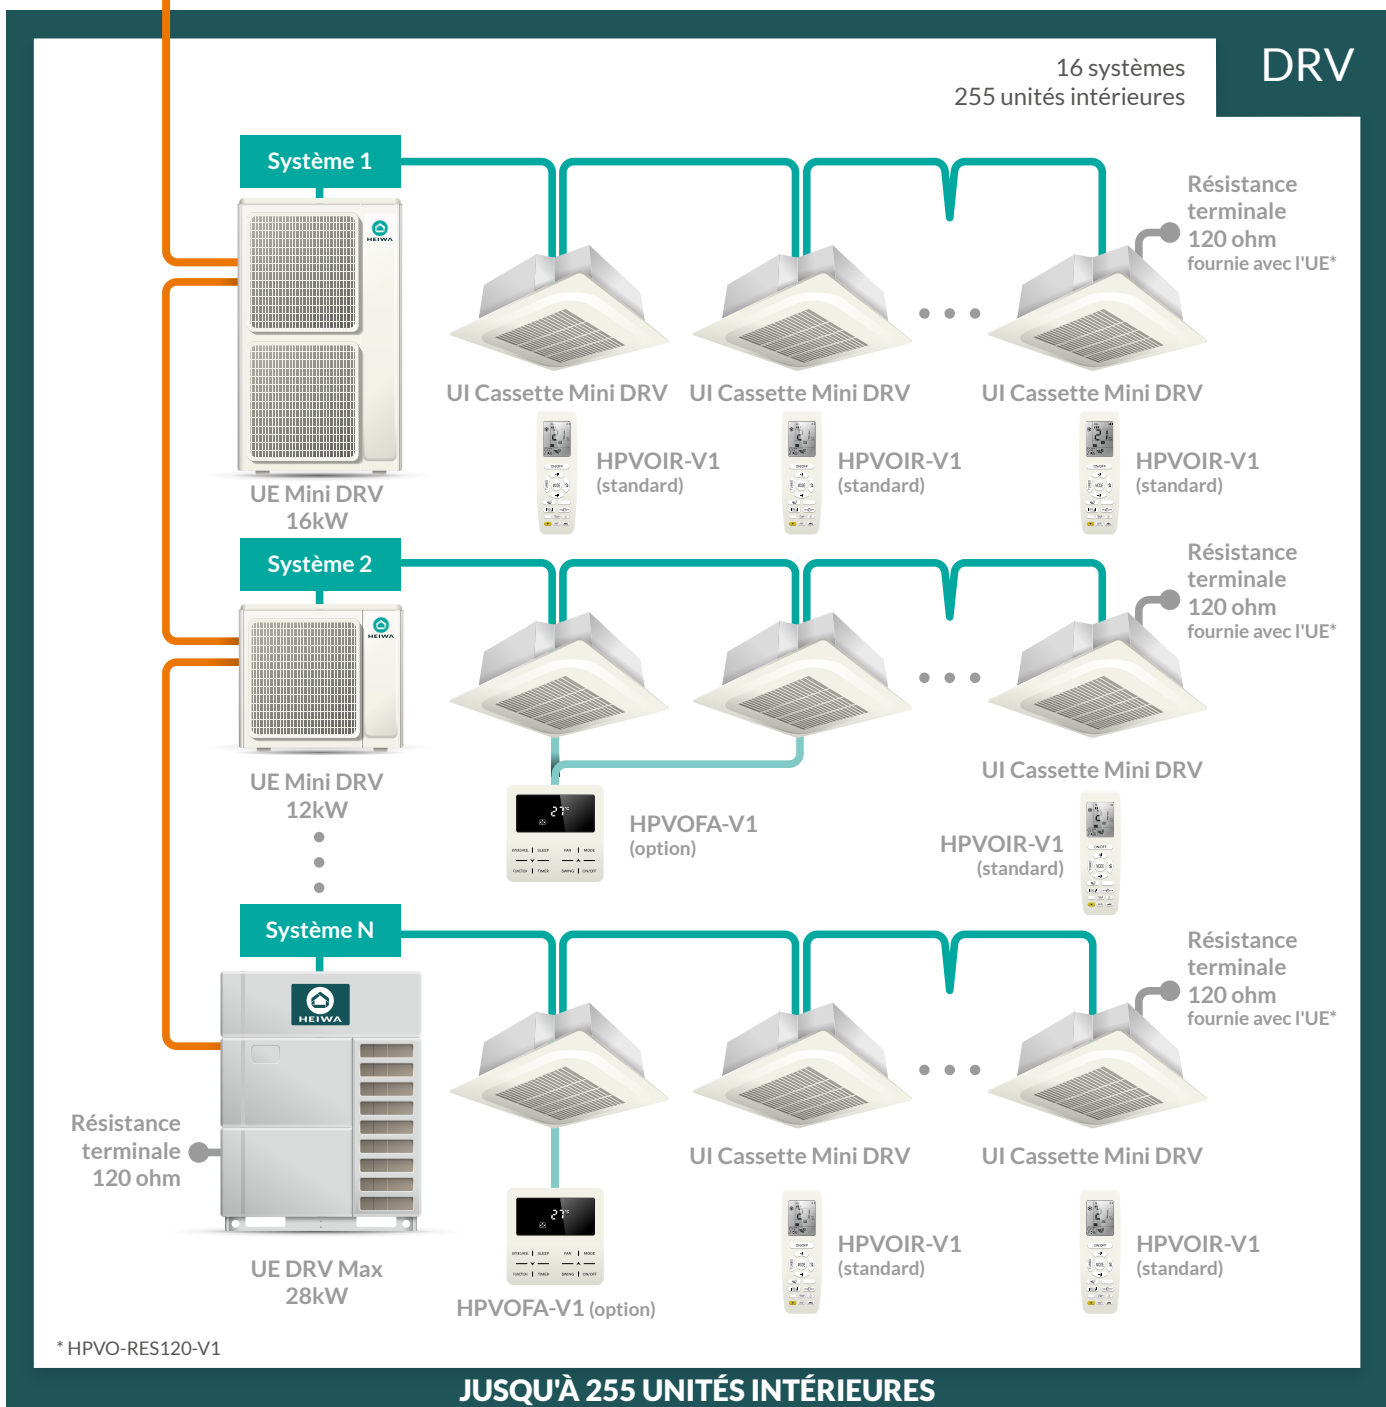 DRV
16 systèmes
255 unités intérieures
Système 1
HEIWA
Résistance
terminale
120 ohm
fournie avec l'UE*
UI Cassette Mini DRV
UI Cassette Mini DRV
UI Cassette Mini DRV
HPVOIR-V1
(standard)
HPVOIR-V1
(standard)
HPVOIR-V1
(standard)
UE Mini DRV
16kW
Système 2
HEIWA
Résistance
terminale
120 ohm
fournie avec l'UE*
UE Mini DRV
12kW
UI Cassette Mini DRV
HPVOFA-V1
(option)
HPVOIR-V1
(standard)
Système N
HEIWA
Résistance
terminale
120 ohm
fournie avec l'UE*
Résistance
terminale
120 ohm
UI Cassette Mini DRV
UI Cassette Mini DRV
UE DRV Max
28kW
HPVOFA-V1 (option)
HPVOIR-V1
(standard)
HPVOIR-V1
(standard)
* HPVO-RES120-V1
JUSQU'À 255 UNITÉS INTÉRIEURES